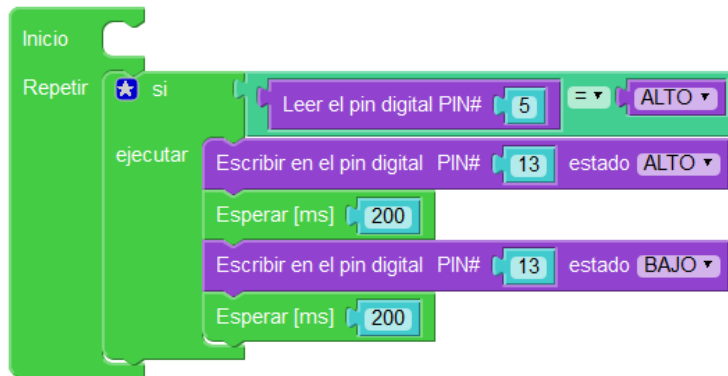 Inicio
Repetir si Leer el pin digital PIN# 5 = ALTO
ejecutar Escribir en el pin digital PIN# 13 estado ALTO
Esperar [ms] 200
Escribir en el pin digital PIN# 13 estado BAJO
Esperar [ms] 200